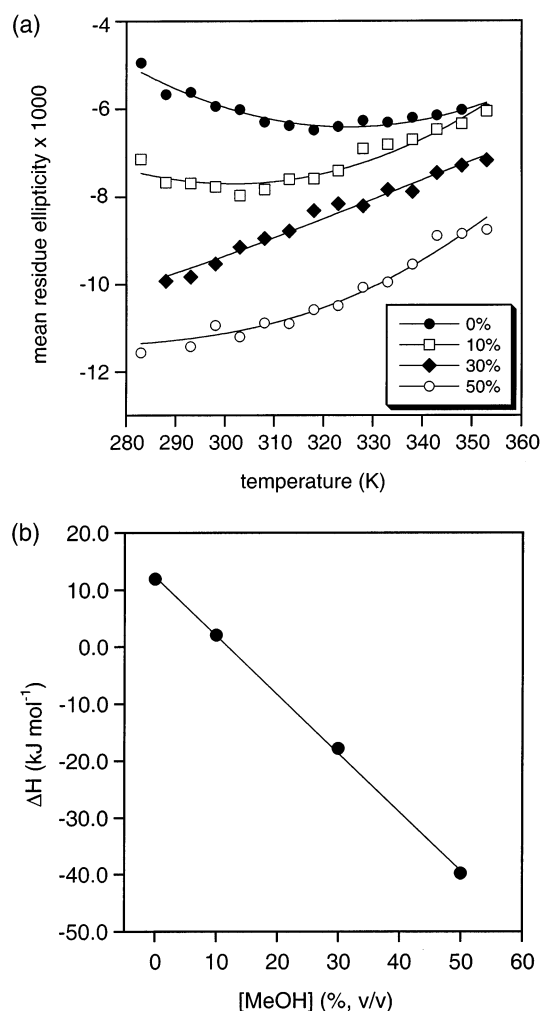 (a)
-4
-6
-8
-10
-12
mean residue ellipticity x 1000
0%
10%
30%
50%
280 290 300 310 320 330 340 350 360
temperature (K)
(b)
20.0
10.0
0.0
-10.0
-20.0
-30.0
-40.0
-50.0
ΔH (kJ mol⁻¹)
0 10 20 30 40 50 60
[MeOH] (%, v/v)